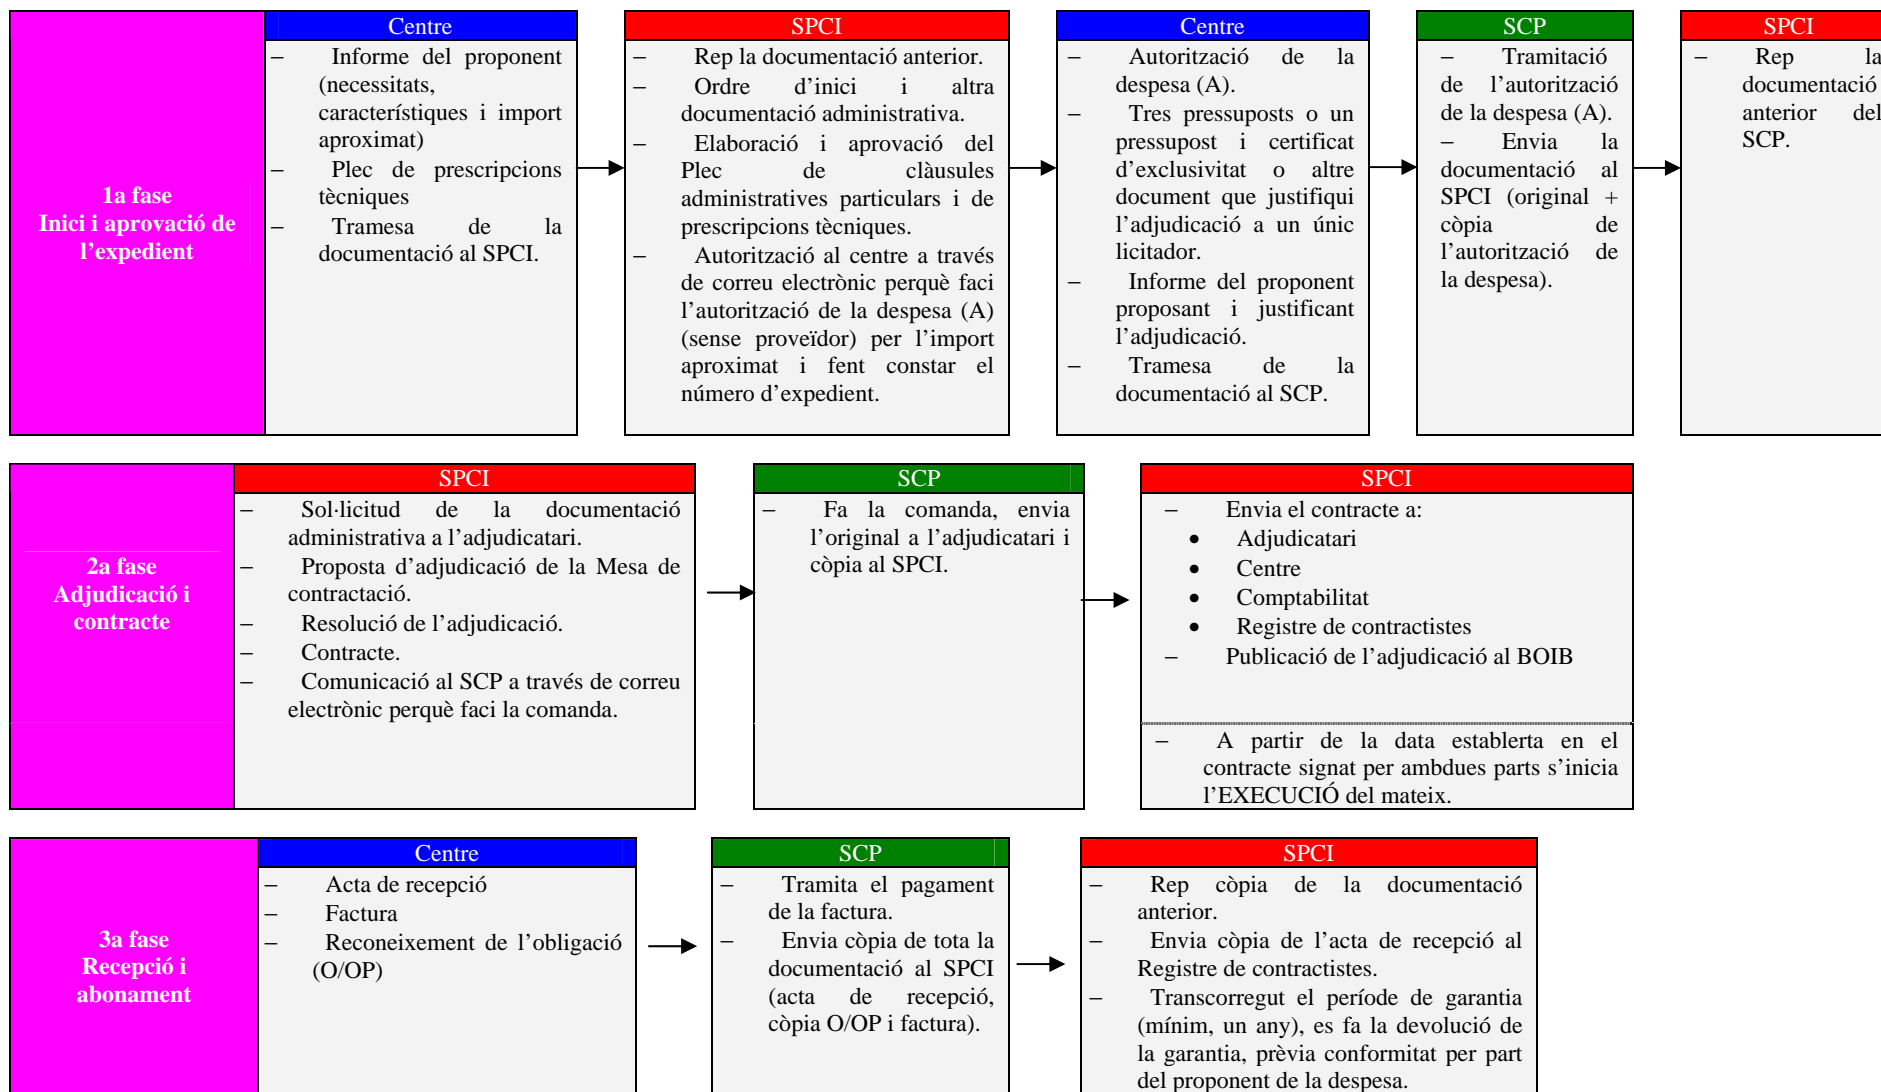 1a fase
Inici i aprovació de
l’expedient
Centre
– Informe del proponent
(necessitats,
característiques i import
aproximat)
– Plec de prescripcions
tècniques
– Tramesa de la
documentació al SPCI.
SPCI
– Rep la documentació anterior.
– Ordre d’inici i altra
documentació administrativa.
– Elaboració i aprovació del
Plec de clàusules
administratives particulars i de
prescripcions tècniques.
– Autorització al centre a través
de correu electrònic perquè faci
l’autorització de la despesa (A)
(sense proveïdor) per l’import
aproximat i fent constar el
número d’expedient.
Centre
– Autorització de la
despesa (A).
– Tres pressuposts o un
pressupost i certificat
d’exclusivitat o altre
document que justifiqui
l’adjudicació a un únic
licitador.
– Informe del proponent
proposant i justificant
l’adjudicació.
– Tramesa de la
documentació al SCP.
SCP
– Tramitació
de l’autorització
de la despesa (A).
– Envia la
documentació al
SPCI (original +
còpia de
l’autorització de
la despesa).
SPCI
– Rep la
documentació
anterior del
SCP.
2a fase
Adjudicació i
contracte
SPCI
– Sol·licitud de la documentació
administrativa a l’adjudicatari.
– Proposta d’adjudicació de la Mesa de
contractació.
– Resolució de l’adjudicació.
– Contracte.
– Comunicació al SCP a través de correu
electrònic perquè faci la comanda.
SCP
– Fa la comanda, envia
l’original a l’adjudicatari i
còpia al SPCI.
SPCI
– Envia el contracte a:
• Adjudicatari
• Centre
• Comptabilitat
• Registre de contractistes
– Publicació de l’adjudicació al BOIB
– A partir de la data establerta en el
contracte signat per ambdues parts s’inicia
l’EXECUCIÓ del mateix.
3a fase
Recepció i
abonament
Centre
– Acta de recepció
– Factura
– Reconeixement de l’obligació
(O/OP)
SCP
– Tramita el pagament
de la factura.
– Envia còpia de tota la
documentació al SPCI
(acta de recepció,
còpia O/OP i factura).
SPCI
– Rep còpia de la documentació
anterior.
– Envia còpia de l’acta de recepció al
Registre de contractistes.
– Transcorregut el període de garantia
(mínim, un any), es fa la devolució de
la garantia, prèvia conformitat per part
del proponent de la despesa.